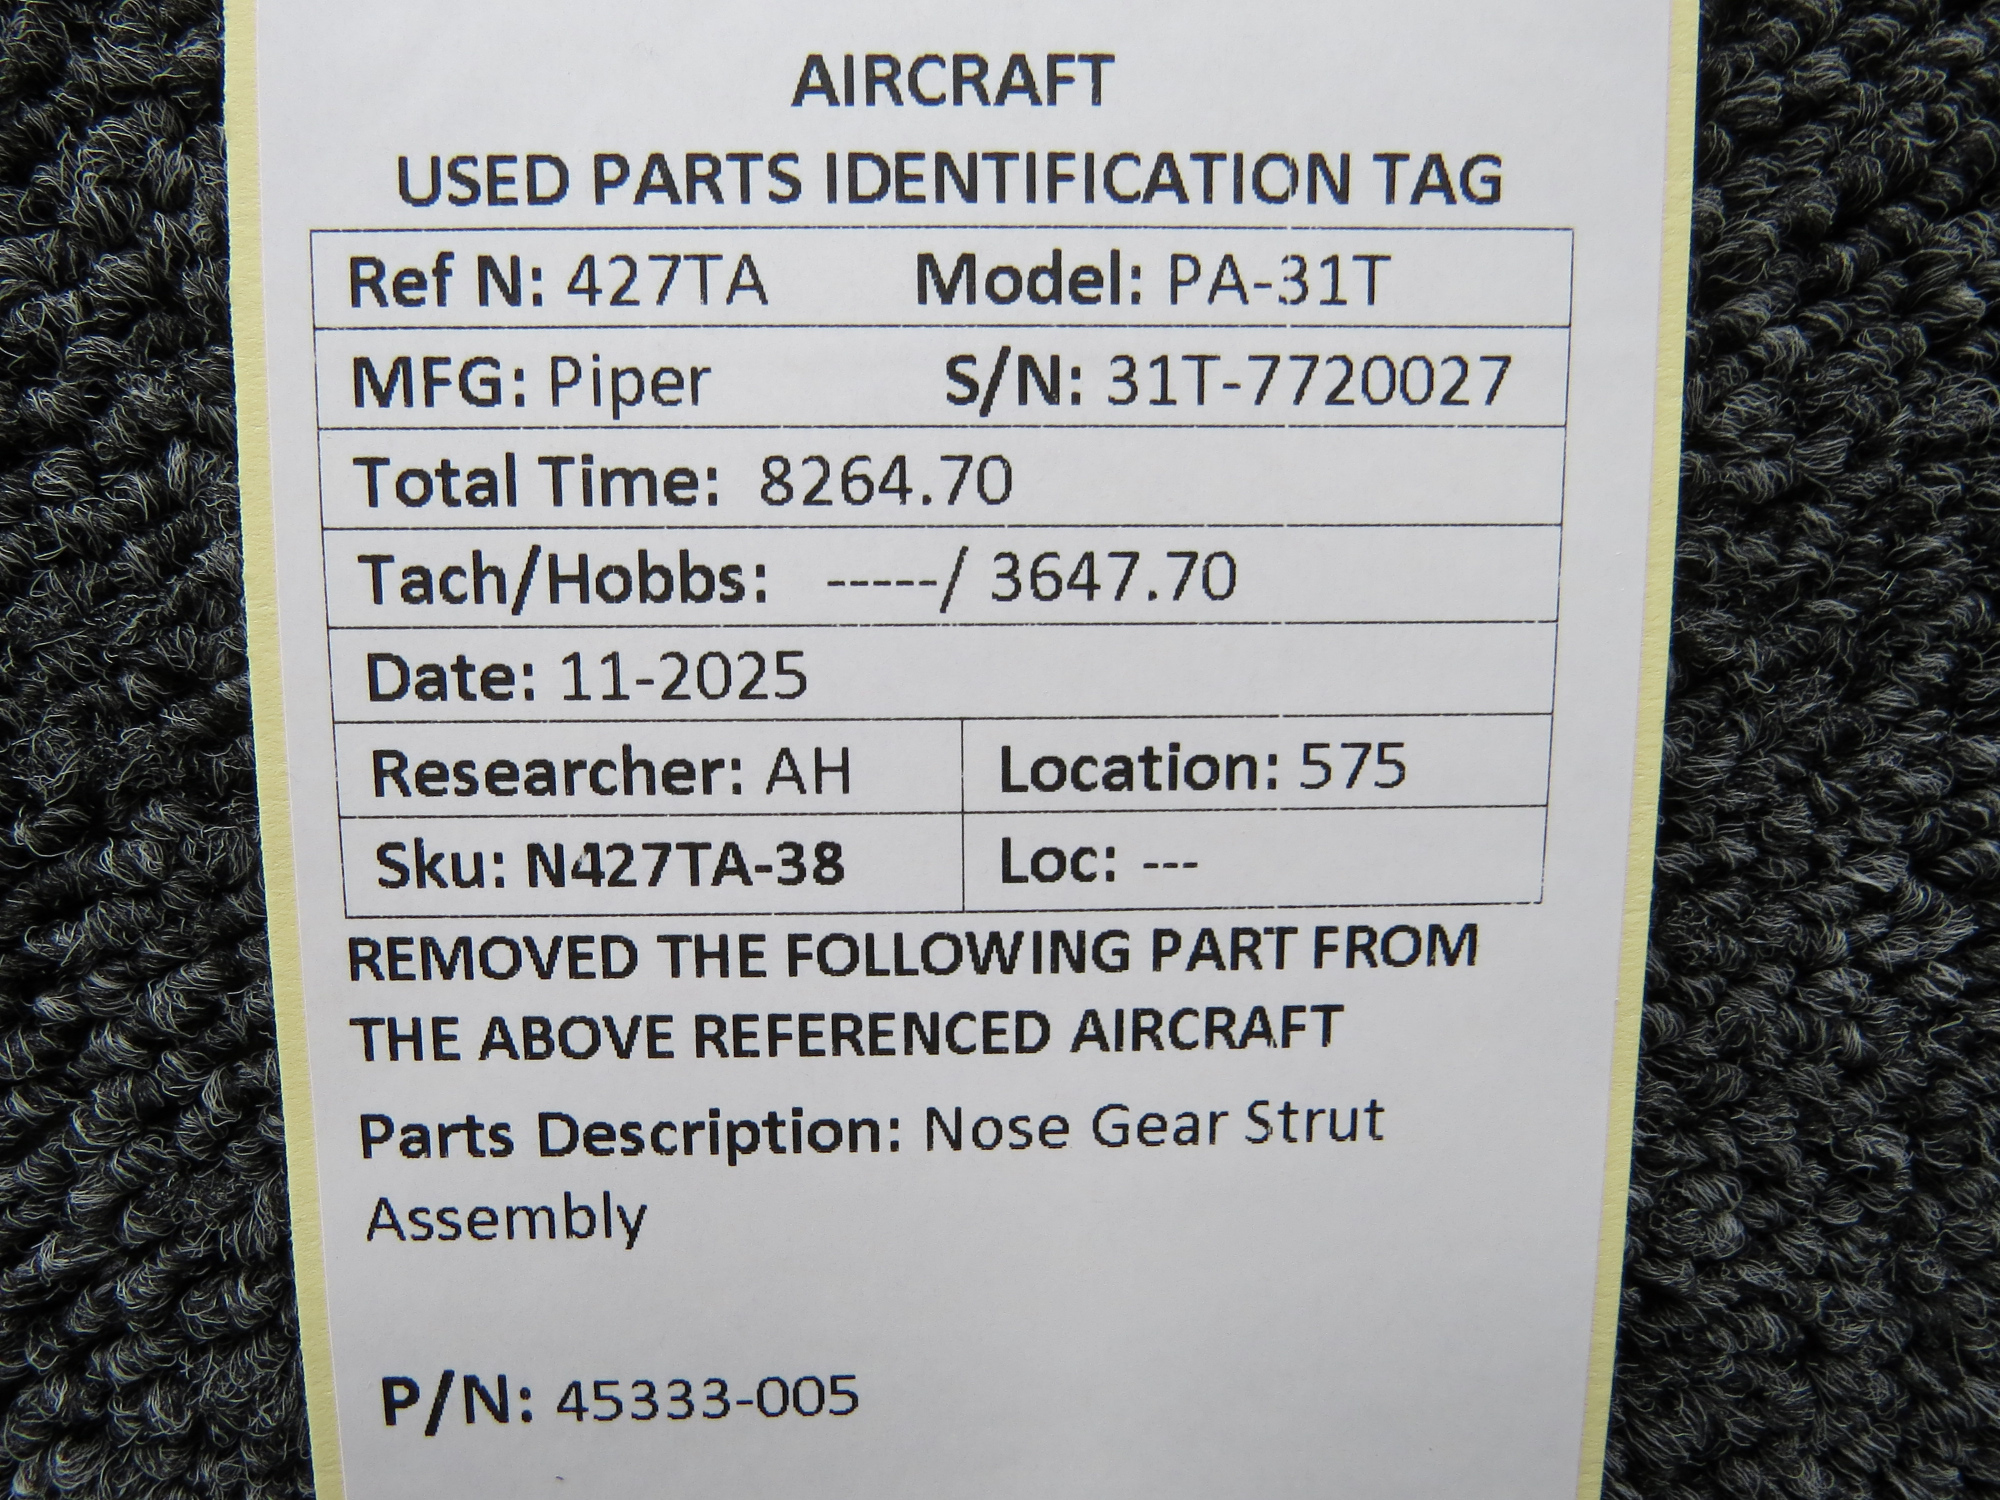 AIRCRAFT
USED PARTS IDENTIFICATION TAG
Ref N: 427TA Model: PA-31T
MFG: Piper S/N: 31T-7720027
Total Time: 8264.70
Tach/Hobbs: -----/ 3647.70
Date: 11-2025
Researcher: AH Location: 575
Sku: N427TA-38 Loc: ---
REMOVED THE FOLLOWING PART FROM
THE ABOVE REFERENCED AIRCRAFT
Parts Description: Nose Gear Strut
Assembly
P/N: 45333-005